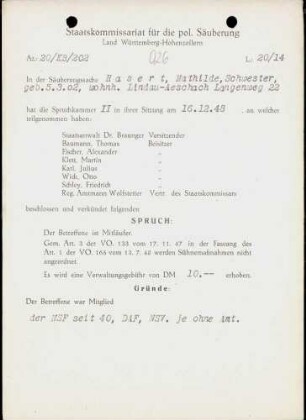 Staatskommissariat für die pol. Säuberung
Land Württemberg-Hohenzollern
Az.: 20/KB/202
L. 20/14
In der Säuberungssache Hasert, Mathilde, Schwester,
geb. 5.3.02, wohnh. Lindau-Aeschach Langenweg 22
hat die Spruchkammer II in ihrer Sitzung am 16.12.48, an welcher
teilgenommen haben:
Staatsanwalt Dr. Braunger Vorsitzender
Baumann, Thomas Beisitzer
Fischer, Alexander "
Klett, Martin "
Karl, Julius "
Wick, Otto "
Schley, Friedrich "
Reg. Amtmann Wolfsattler Vertr. des Staatskommissars
beschlossen und verkündet folgenden
SPRUCH:
Der Betroffene ist Mitläufer.
Gem. Art. 3 der VO. 133 vom 17. 11. 47 in der Fassung des
Art. 1 der VO. 164 vom 13. 7. 48 werden Sühnemaßnahmen nicht
angeordnet.
Es wird eine Verwaltungsgebühr von DM 10.-- erhoben.
Gründe:
Der Betroffene war Mitglied
der NSF seit 40, DAF, NSV. je ohne Amt.